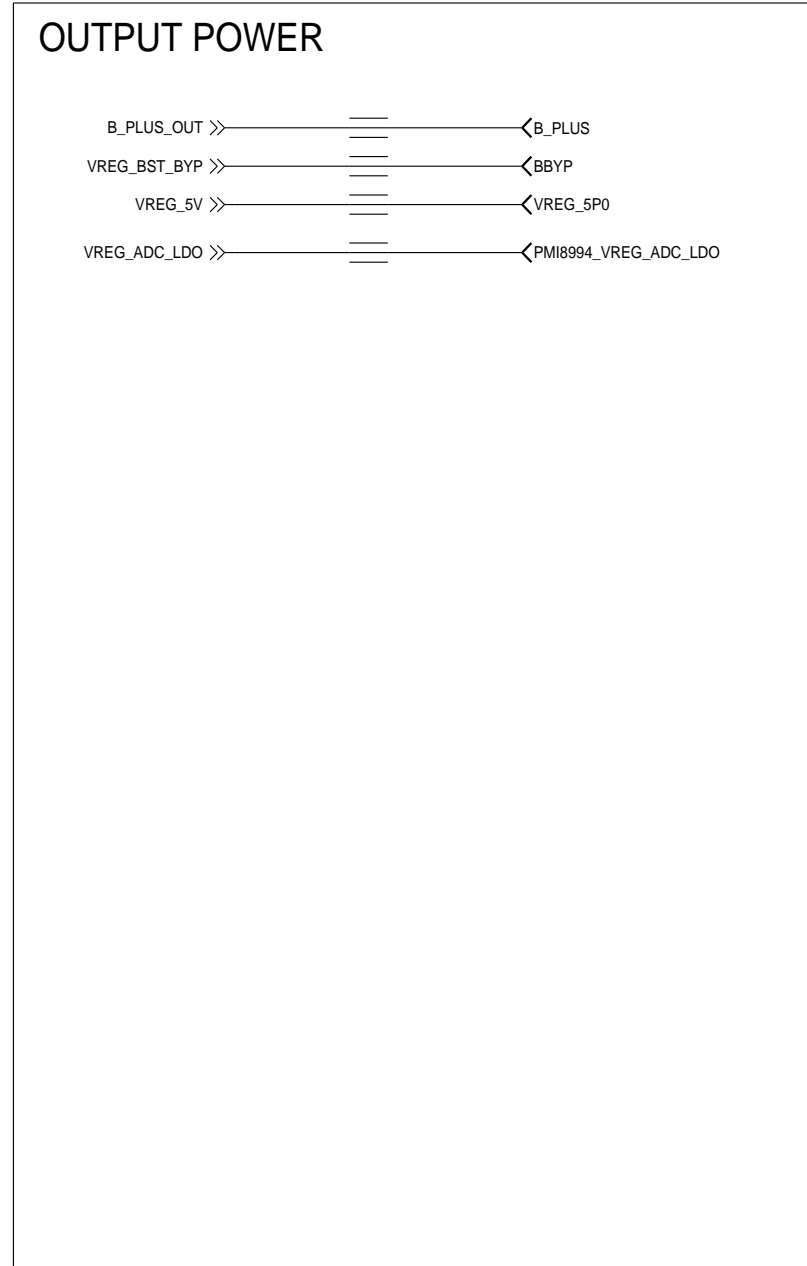 OUTPUT POWER
B_PLUS_OUT B_PLUS
VREG_BST_BYP BBYP
VREG_5V VREG_5P0
VREG_ADC_LDO PMI8994_VREG_ADC_LDO